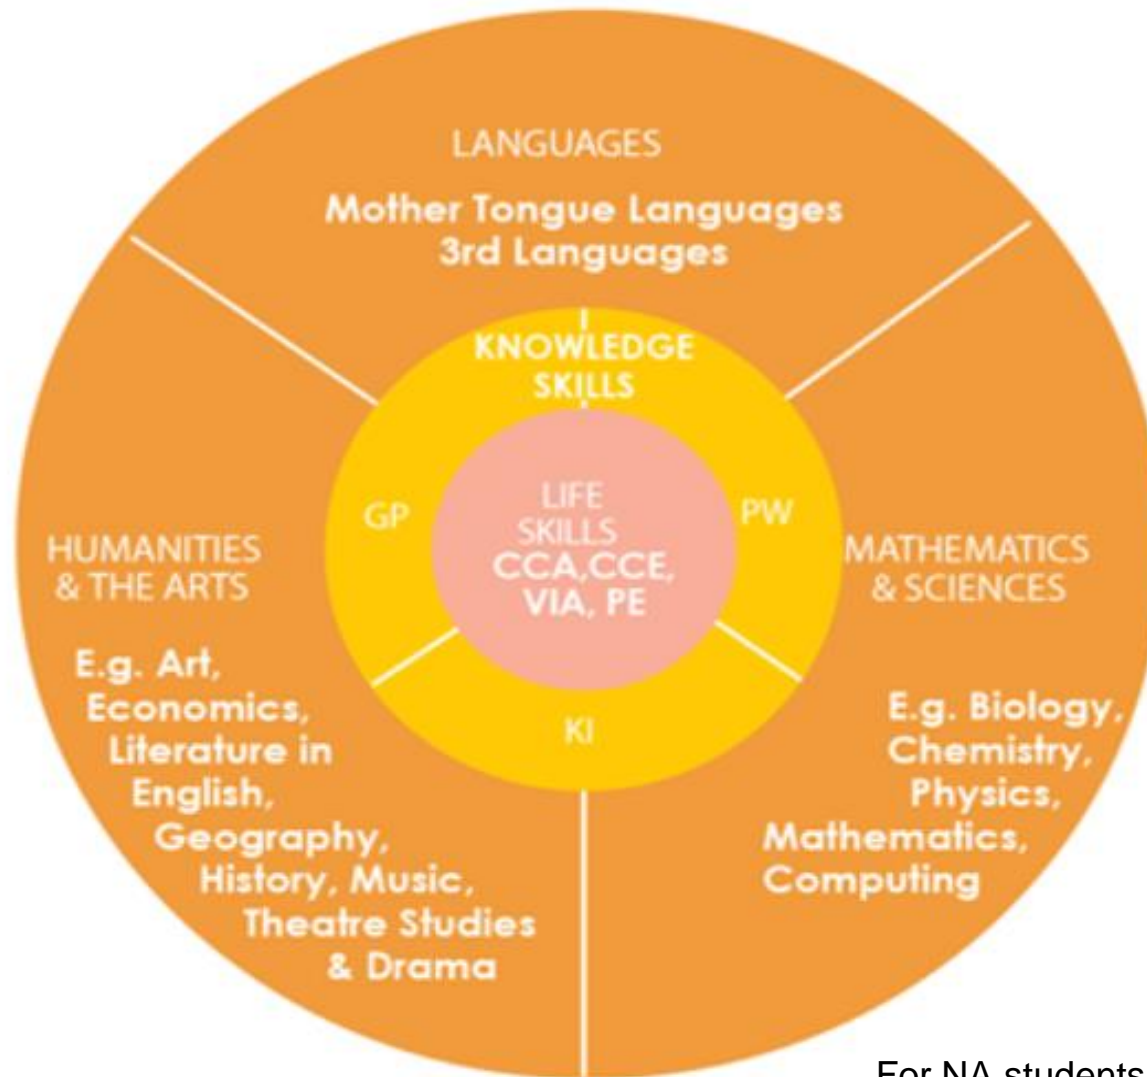 LANGUAGES
Mother Tongue Languages
3rd Languages
KNOWLEDGE
SKILLS
GP
PW
KI
LIFE
SKILLS
CCA,CCE,
VIA, PE
HUMANITIES
& THE ARTS
E.g. Art,
Economics,
Literature in
English,
Geography,
History, Music,
Theatre Studies
& Drama
MATHEMATICS
& SCIENCES
E.g. Biology,
Chemistry,
Physics,
Mathematics,
Computing
For NA students